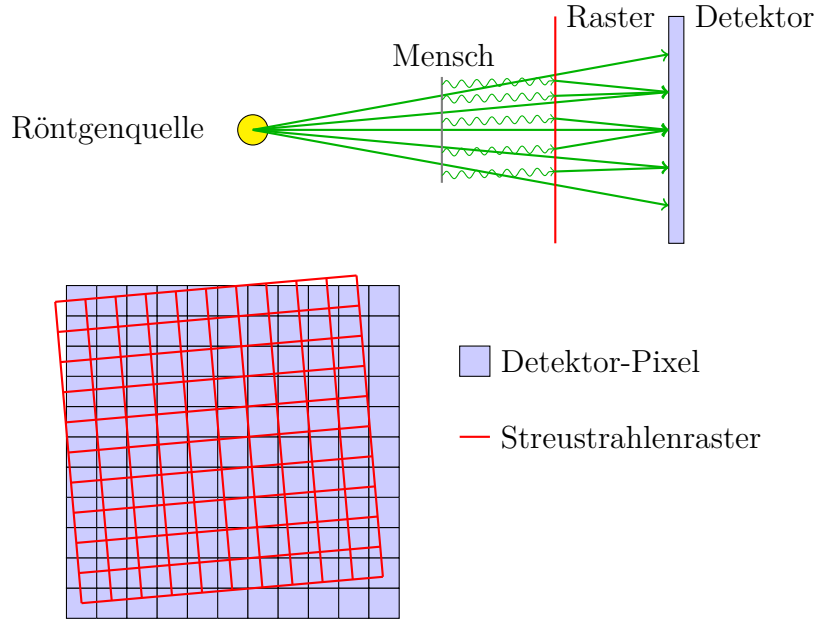 Raster Detektor
Mensch
Röntgenquelle
Detektor-Pixel
Streustrahlenraster